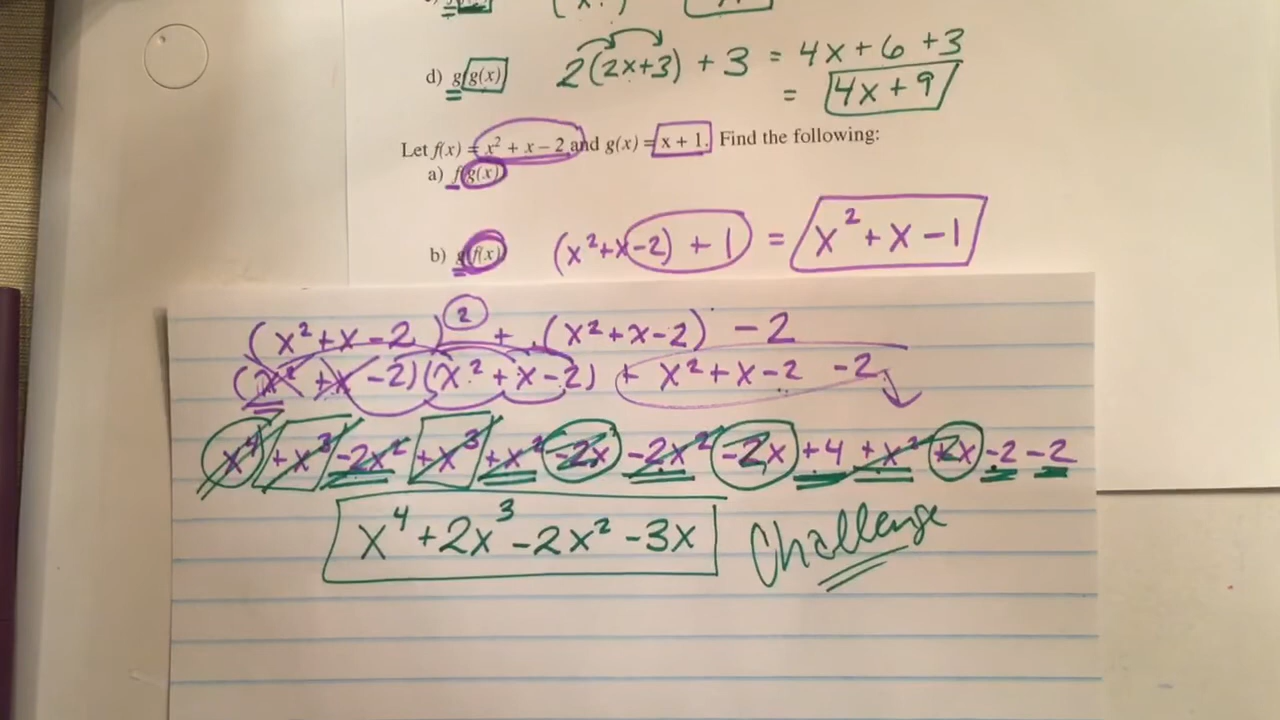 d) g(g(x) 2(2x+3) + 3 = 4x + 6 + 3
= 4x + 9
Let f(x) = x² + x – 2 and g(x) = x + 1. Find the following:
a) f(g(x)
b) g(f(x) (x²+x-2) + 1 = x² + x - 1
(x²+x-2)² + (x²+x-2) - 2
(x² +x -2)(x² + x-2) + x²+x-2 -2
x⁴ +x³ -2x² +x³ +x² -2x -2x² -2x +4 +x² +x -2 -2
x⁴+2x³-2x²-3x Challenge